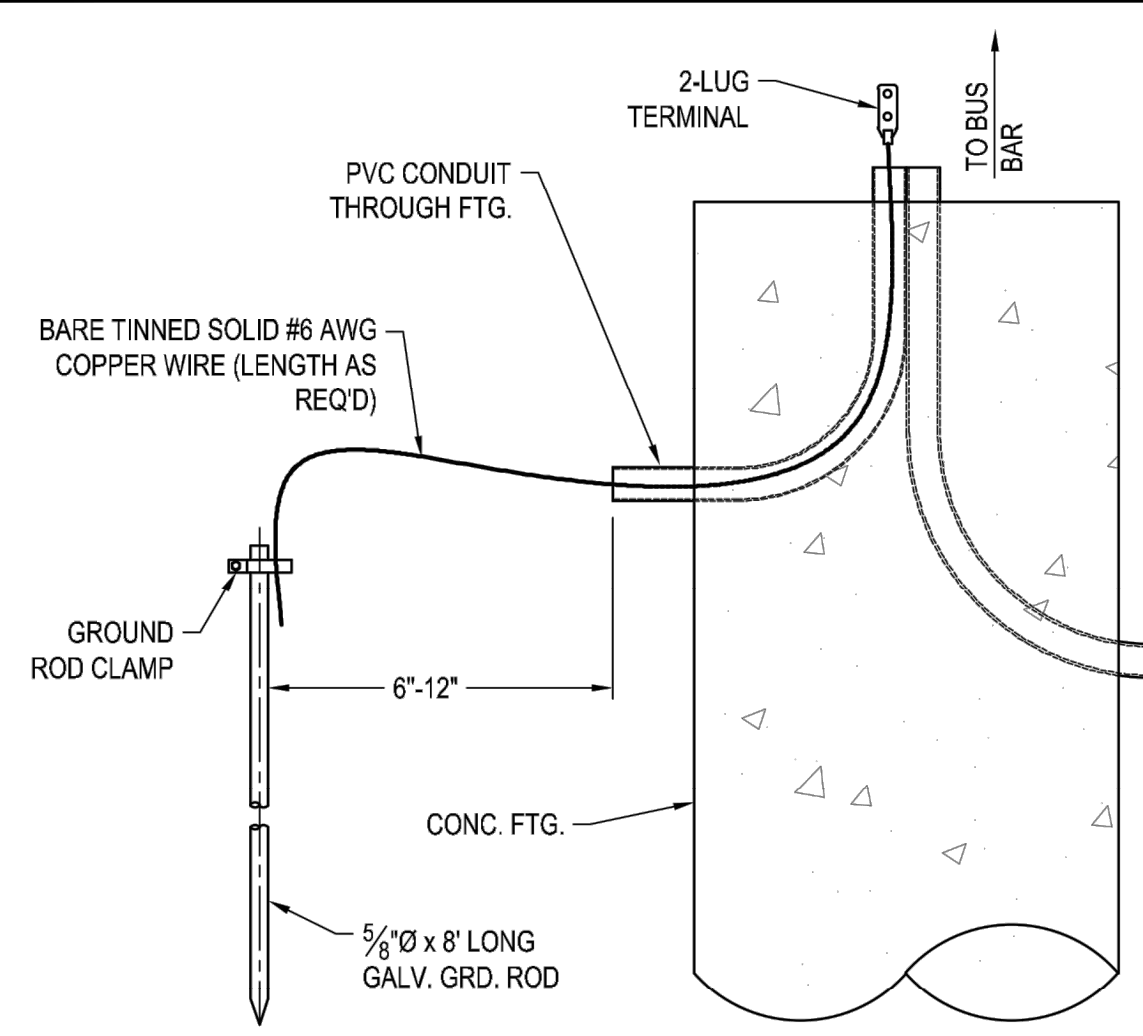 2-LUG
TERMINAL
TO BUS
BAR
PVC CONDUIT
THROUGH FTG.
BARE TINNED SOLID #6 AWG
COPPER WIRE (LENGTH AS
REQ'D)
GROUND
ROD CLAMP
6"-12"
CONC. FTG.
5/8"Ø x 8' LONG
GALV. GRD. ROD